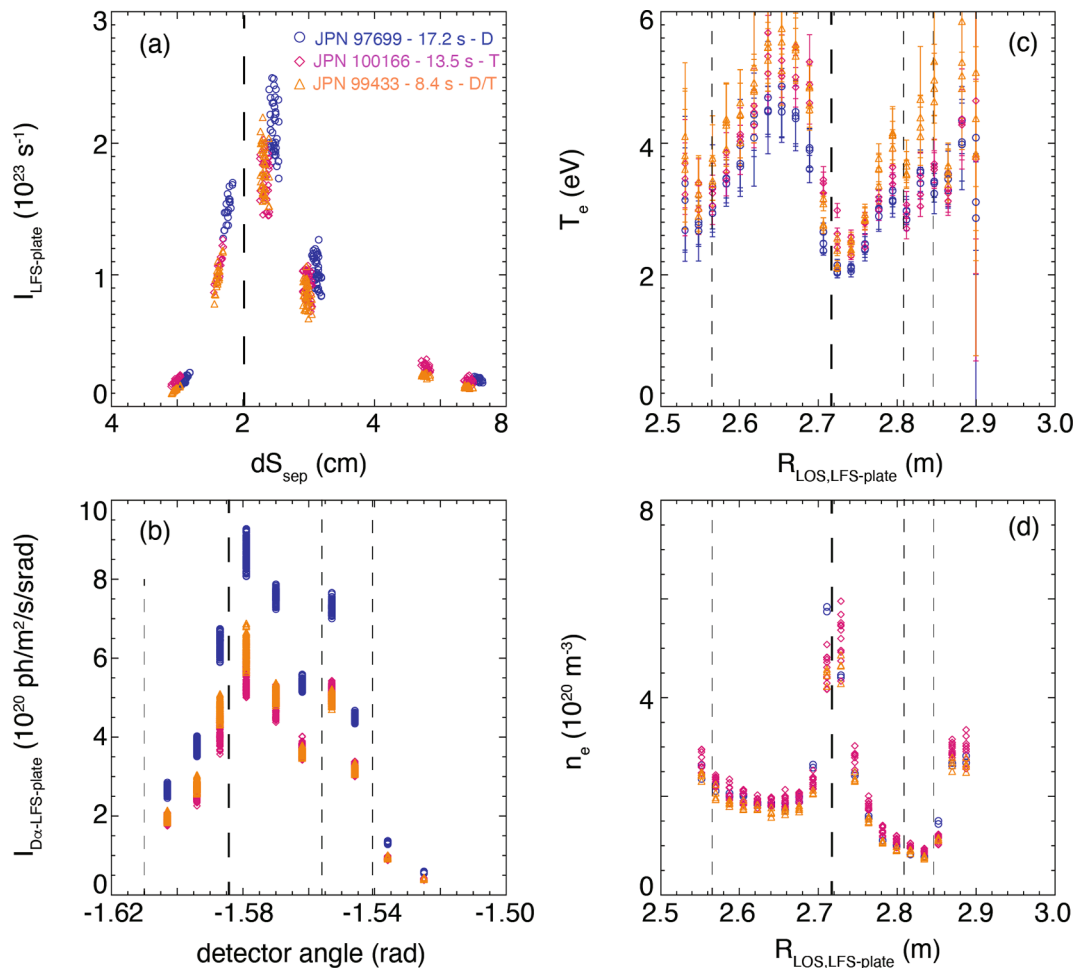 (a)
JPN 97699 - 17.2 s - D
JPN 100166 - 13.5 s - T
JPN 99433 - 8.4 s - D/T
3
2
1
0
I_LFS-plate (10^23 s^-1)
4 2 4 8
dS_sep (cm)
(c)
6
4
2
0
T_e (eV)
2.5 2.6 2.7 2.8 2.9 3.0
R_LOS,LFS-plate (m)
(b)
10
8
6
4
2
0
I_Dα-LFS-plate (10^20 ph/m^2/s/srad)
-1.62 -1.58 -1.54 -1.50
detector angle (rad)
(d)
8
4
0
n_e (10^20 m^-3)
2.5 2.6 2.7 2.8 2.9 3.0
R_LOS,LFS-plate (m)